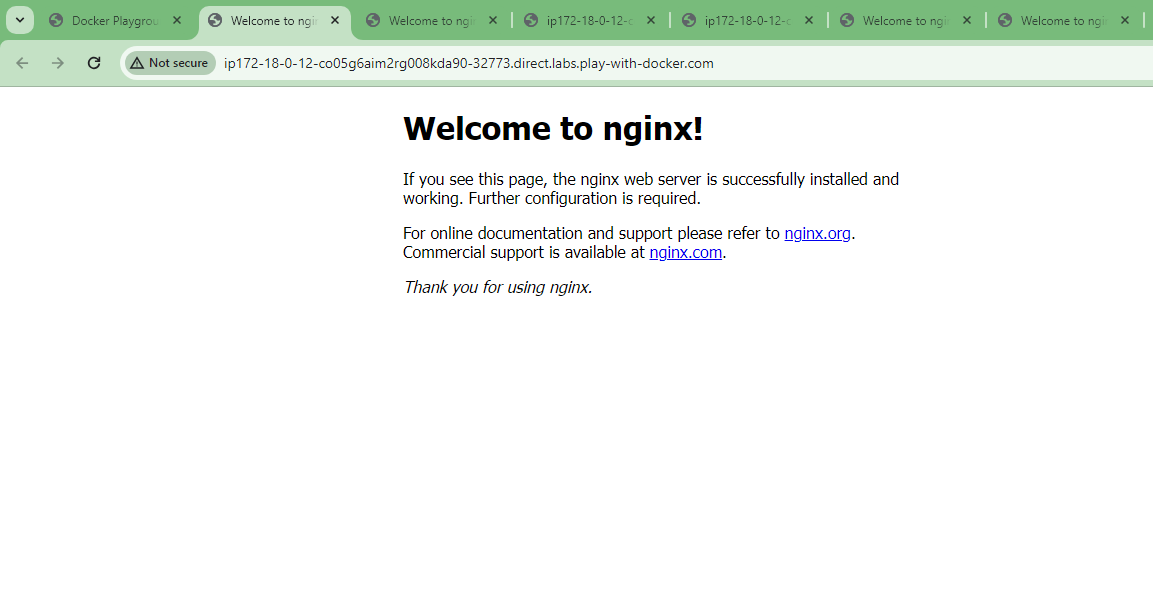 Docker Playgrou
Welcome to ngi
Welcome to ngi
ip172-18-0-12-c
ip172-18-0-12-c
Welcome to ngi
Welcome to ngi
Not secure
ip172-18-0-12-co05g6aim2rg008kda90-32773.direct.labs.play-with-docker.com
Welcome to nginx!
If you see this page, the nginx web server is successfully installed and
working. Further configuration is required.
For online documentation and support please refer to nginx.org.
Commercial support is available at nginx.com.
Thank you for using nginx.